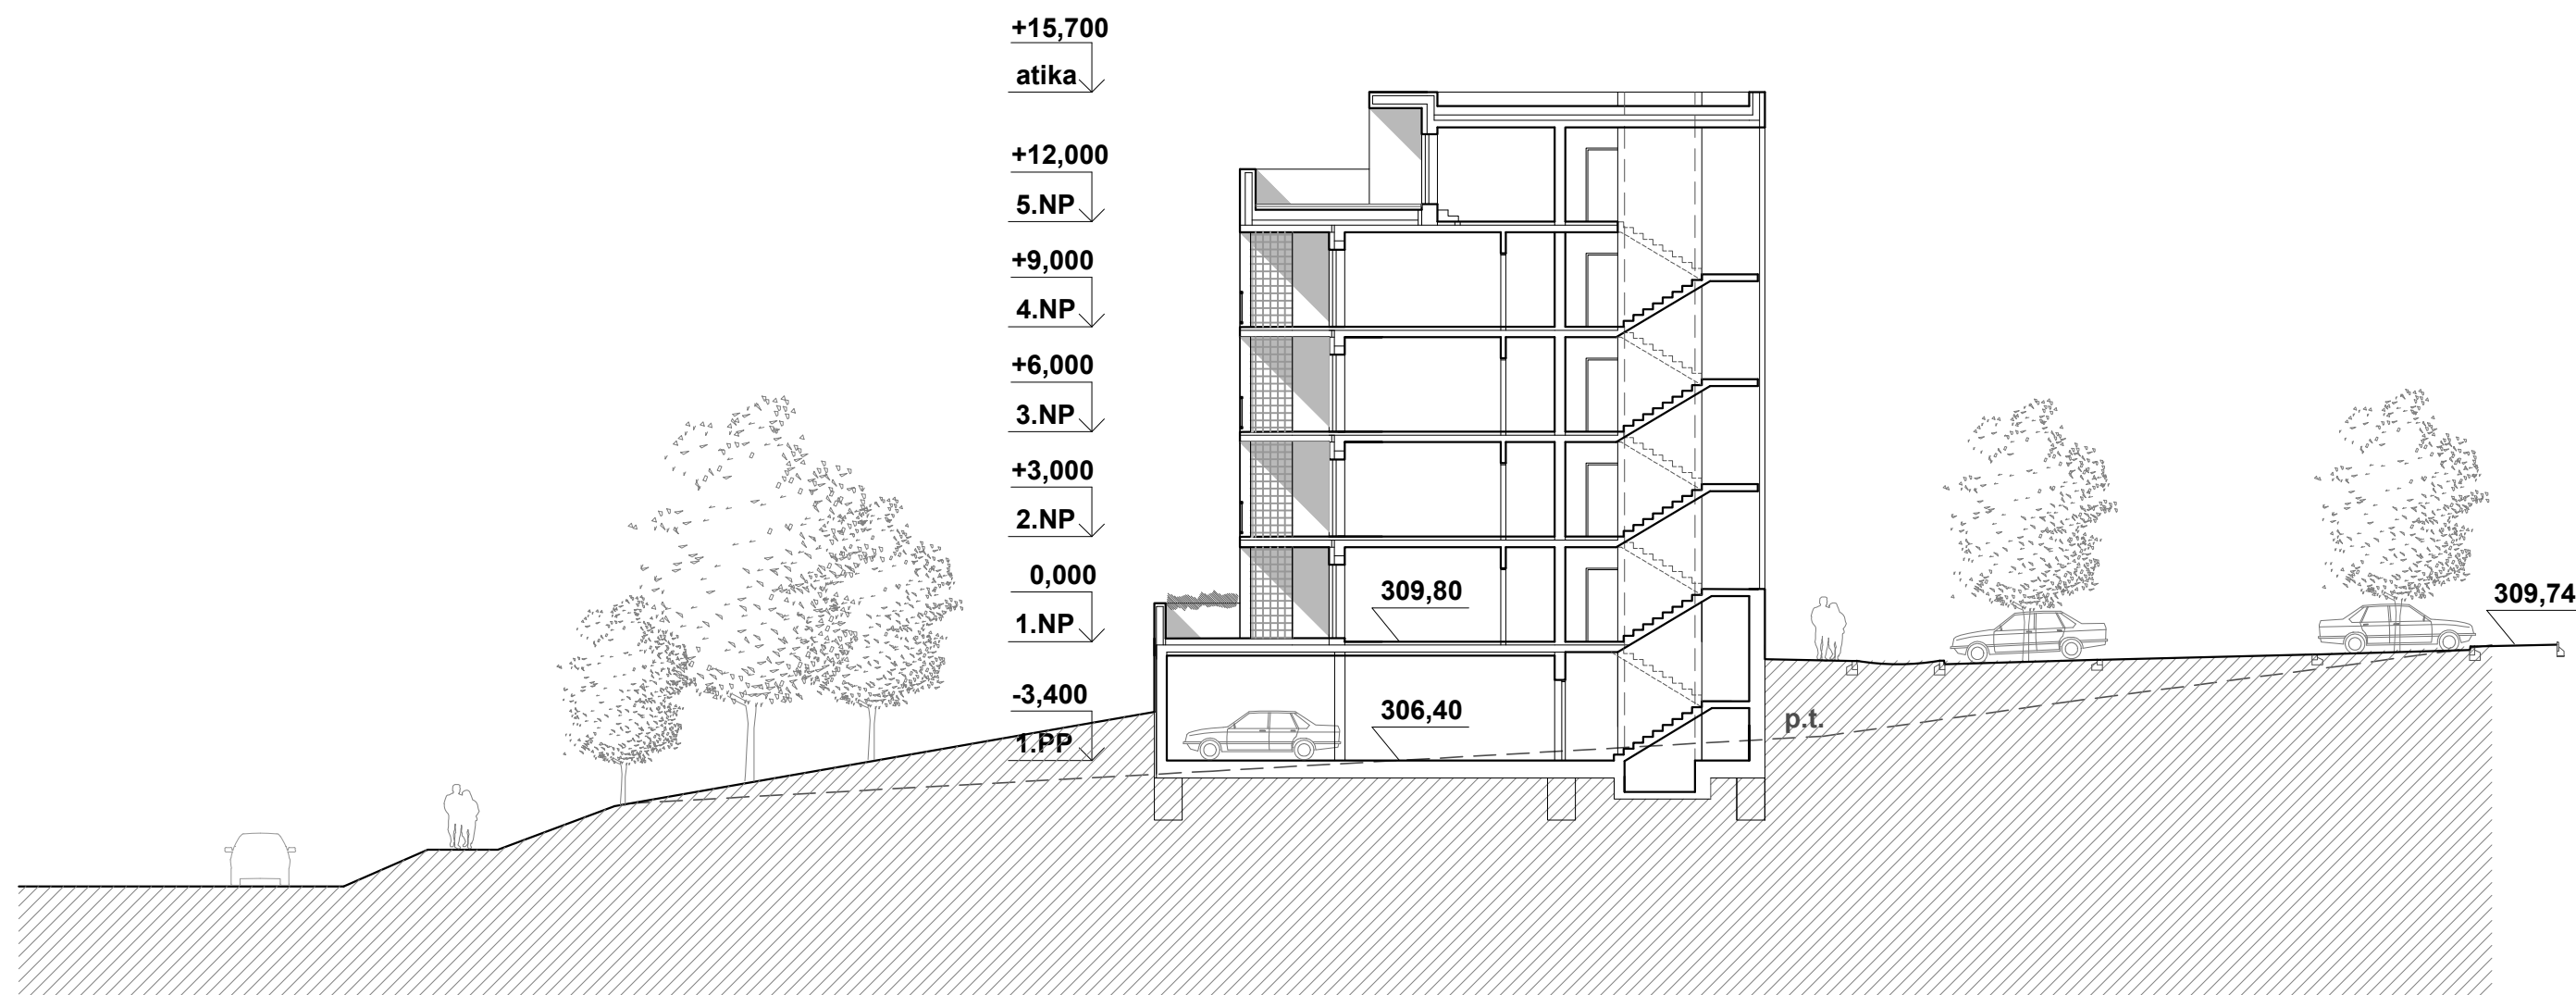 +15,700
atika
+12,000
5.NP
+9,000
4.NP
+6,000
3.NP
+3,000
2.NP
0,000
1.NP
-3,400
1.PP
309,80
306,40
p.t.
309,74